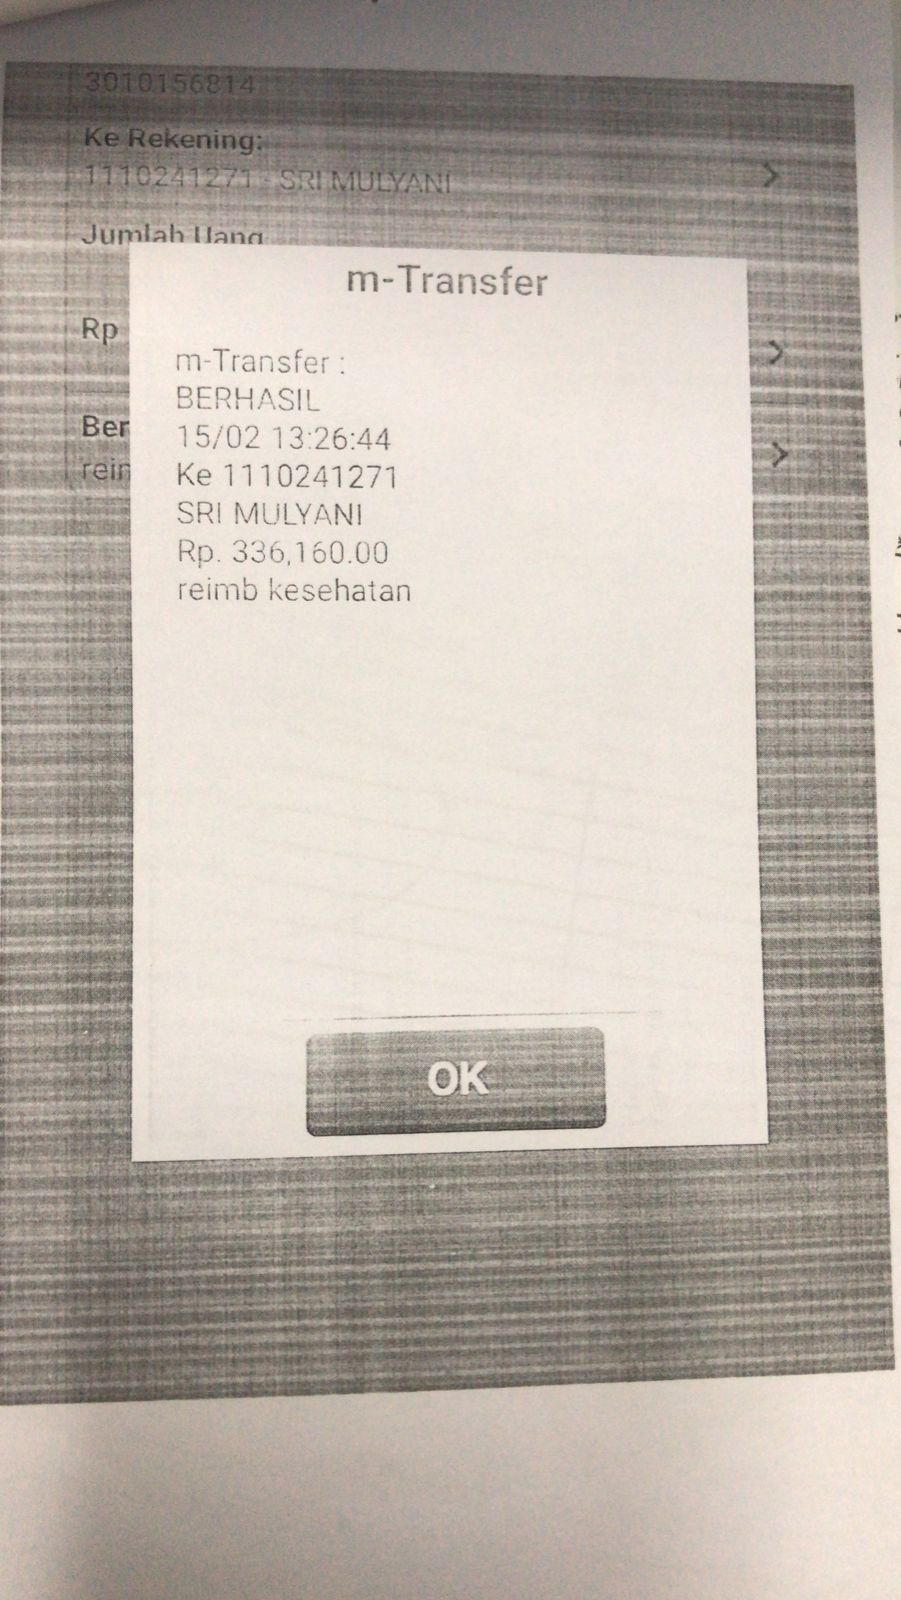 3010156814
Ke Rekening:
1110241271 - SRI MULYANI
Jumlah Uang
m-Transfer
Rp
m-Transfer :
BERHASIL
Ber
15/02 13:26:44
rein
Ke 1110241271
SRI MULYANI
Rp. 336,160.00
reimb kesehatan
OK